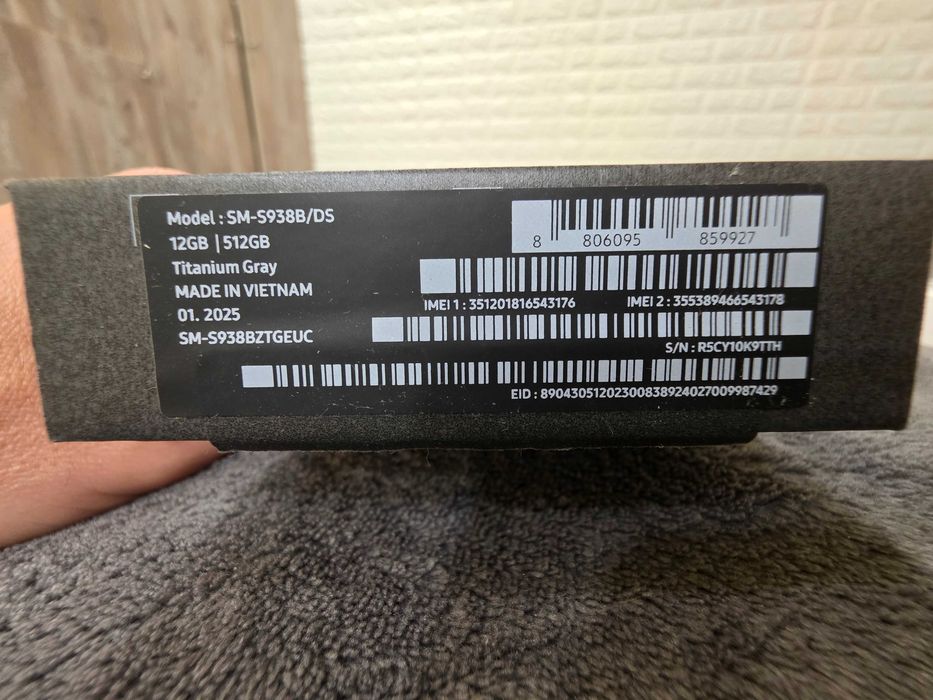 Model : SM-S938B/DS
12GB | 512GB
Titanium Gray
MADE IN VIETNAM
01. 2025
SM-S938BZTGEUC
8 806095 859927
IMEI 1 : 351201816543176 IMEI 2 : 355389466543178
S/N : R5CY10K9TTH
EID : 89043051202300838924027009987429